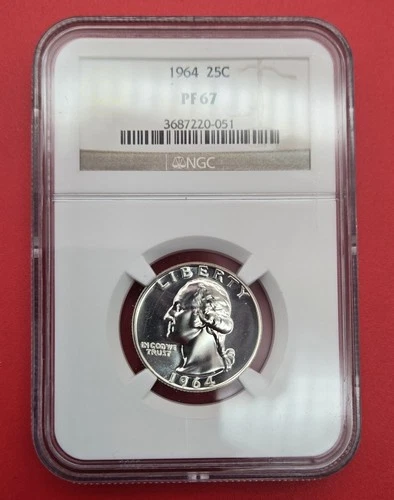 1964 25C
PF 67
3687220-051
NGC
LIBERTY
IN GOD WE
TRUST
1964